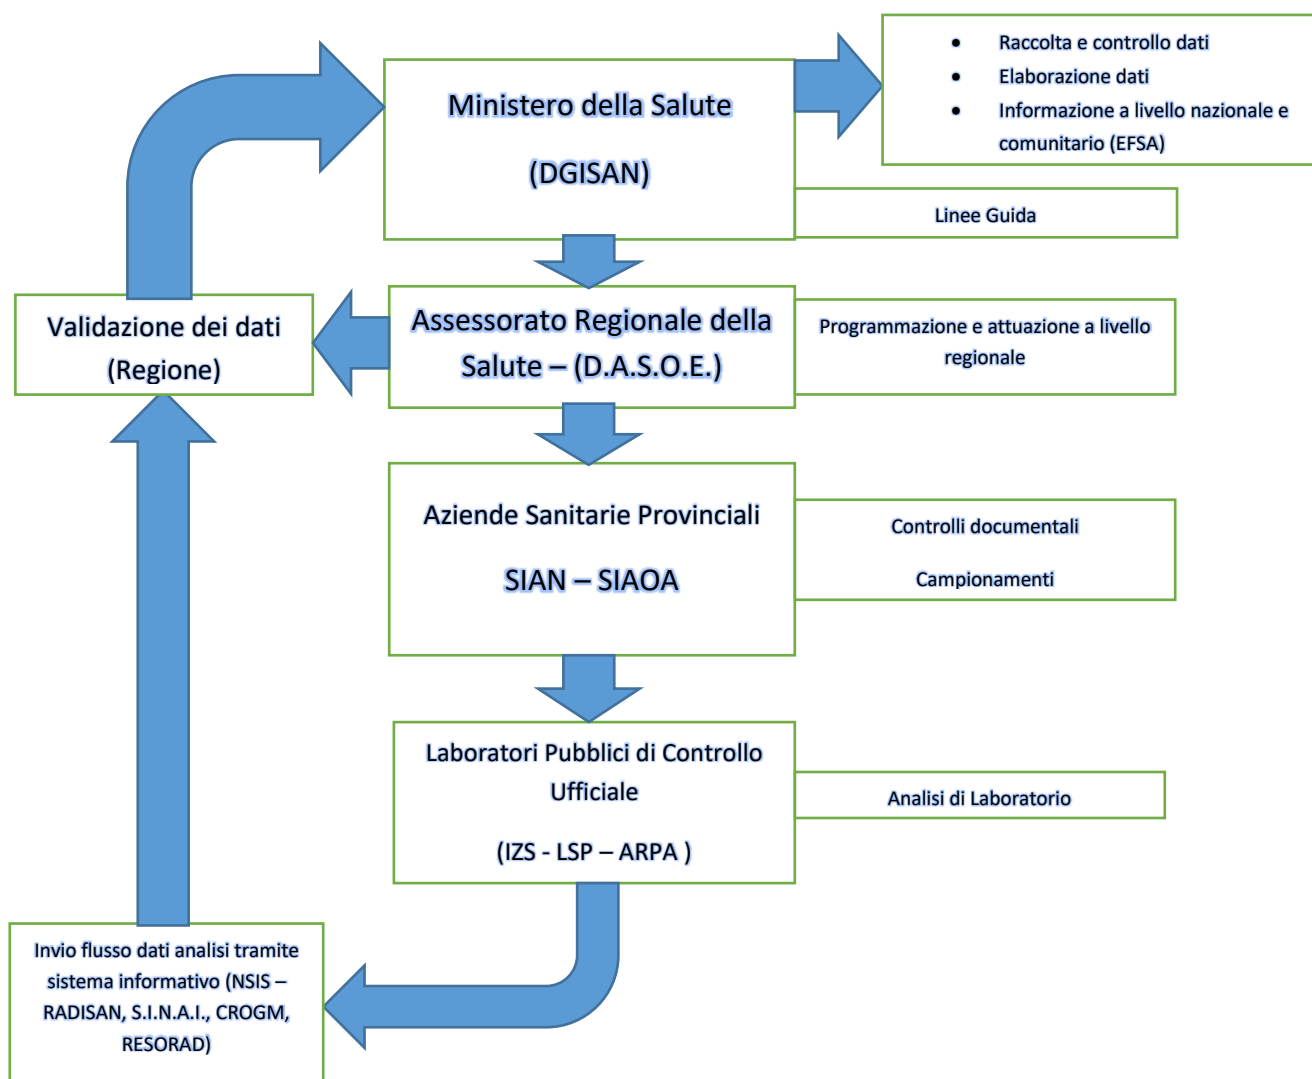 Ministero della Salute
(DGISAN)
• Raccolta e controllo dati
• Elaborazione dati
• Informazione a livello nazionale e
comunitario (EFSA)
Linee Guida
Validazione dei dati
(Regione)
Assessorato Regionale della
Salute – (D.A.S.O.E.)
Programmazione e attuazione a livello
regionale
Aziende Sanitarie Provinciali
SIAN – SIAOA
Controlli documentali
Campionamenti
Laboratori Pubblici di Controllo
Ufficiale
(IZS - LSP – ARPA )
Analisi di Laboratorio
Invio flusso dati analisi tramite
sistema informativo (NSIS –
RADISAN, S.I.N.A.I., CROGM,
RESORAD)